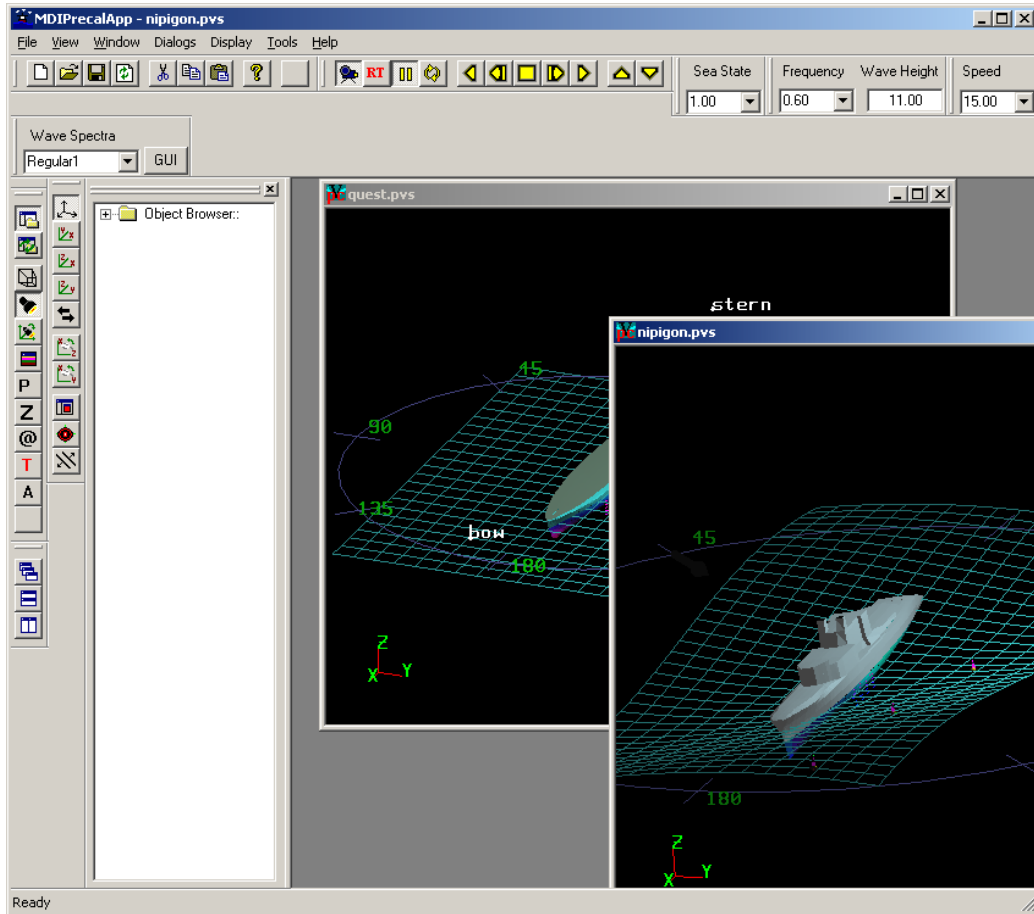 MDIPrecalApp - nipigon.pvs
File View Window Dialogs Display Tools Help
RT
Sea State Frequency Wave Height Speed
1.00 0.60 11.00 15.00
Wave Spectra
Regular1 GUI
Object Browser::
quest.pvs
stern
nipigon.pvs
45
90
135
bow
180
Z
X Y
45
180
Z
X Y
P
Z
@
T
A
Ready